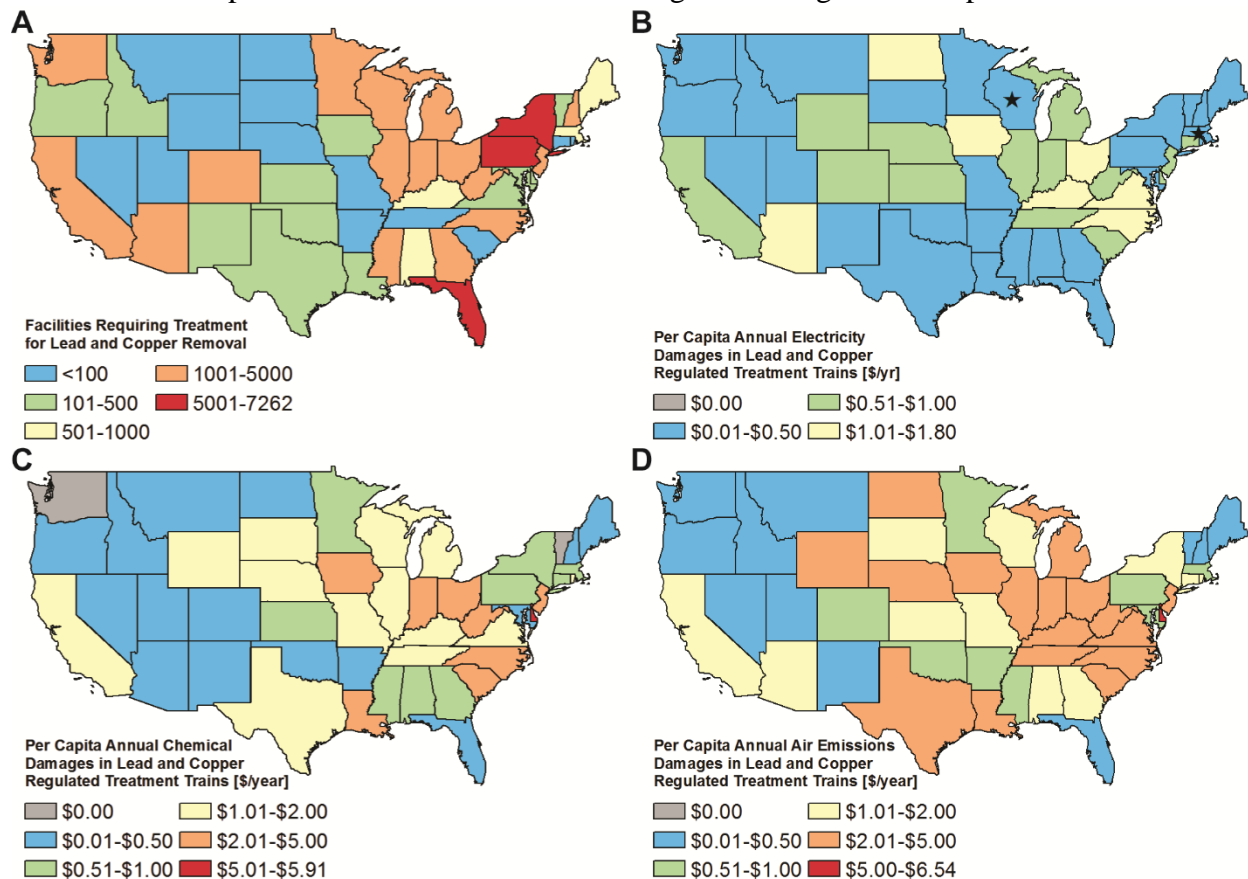 A
B
Facilities Requiring Treatment
for Lead and Copper Removal
<100
1001-5000
101-500
5001-7262
501-1000
Per Capita Annual Electricity
Damages in Lead and Copper
Regulated Treatment Trains [$/yr]
$0.00
$0.51-$1.00
$0.01-$0.50
$1.01-$1.80
C
D
Per Capita Annual Chemical
Damages in Lead and Copper
Regulated Treatment Trains [$/year]
$0.00
$1.01-$2.00
$0.01-$0.50
$2.01-$5.00
$0.51-$1.00
$5.01-$5.91
Per Capita Annual Air Emissions
Damages in Lead and Copper
Regulated Treatment Trains [$/year]
$0.00
$1.01-$2.00
$0.01-$0.50
$2.01-$5.00
$0.51-$1.00
$5.00-$6.54